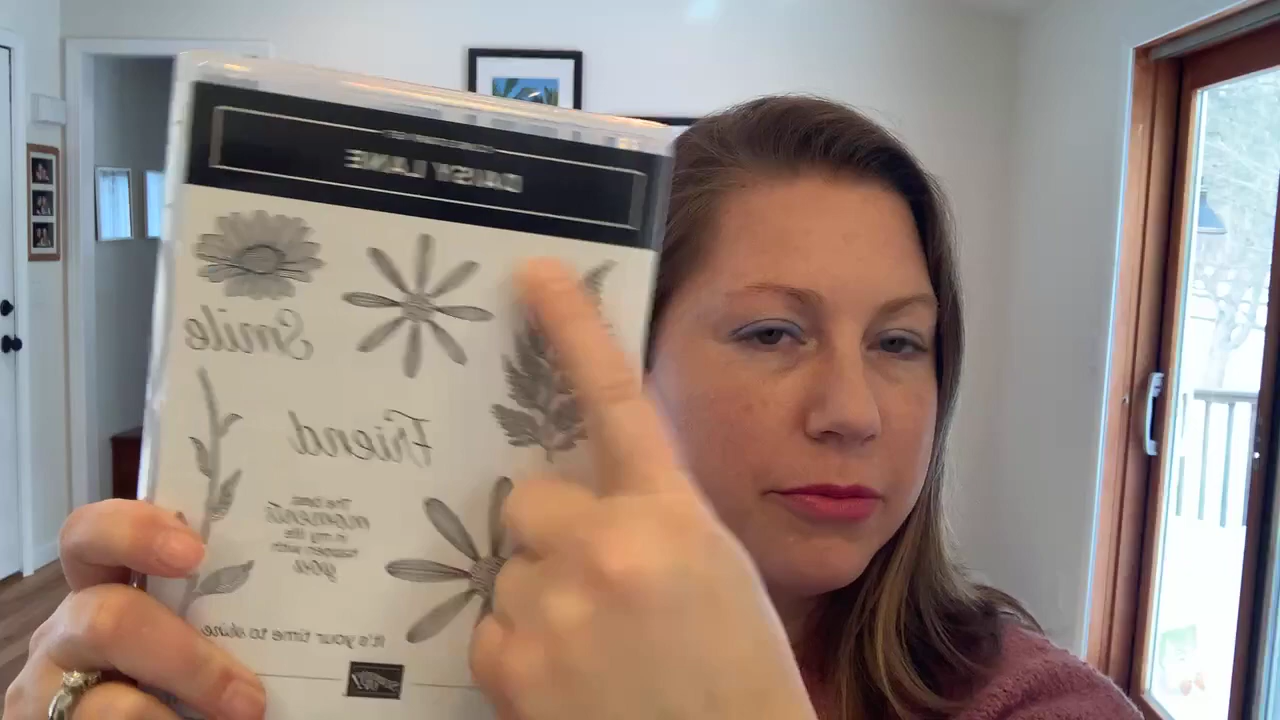 DAISY LANE
Smile
Friend
The best
moments
in my life
happen with
you
it's your time to shine